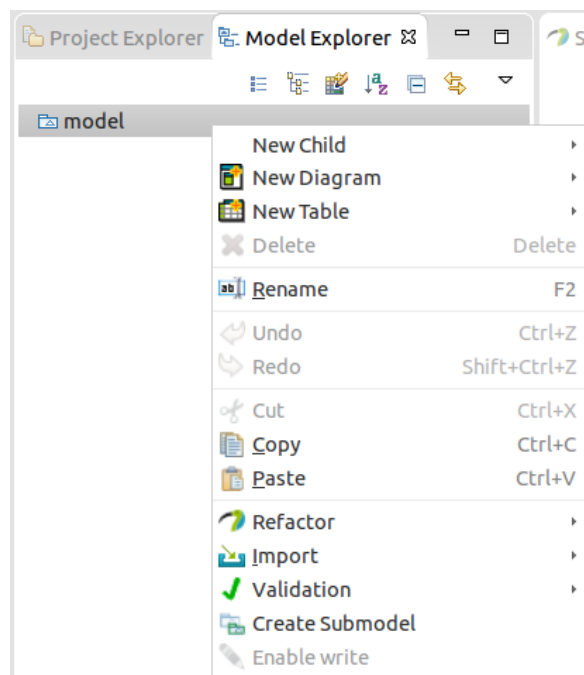 Project Explorer Model Explorer S
model
New Child
New Diagram
New Table
Delete Delete
Rename F2
Undo Ctrl+Z
Redo Shift+Ctrl+Z
Cut Ctrl+X
Copy Ctrl+C
Paste Ctrl+V
Refactor
Import
Validation
Create Submodel
Enable write